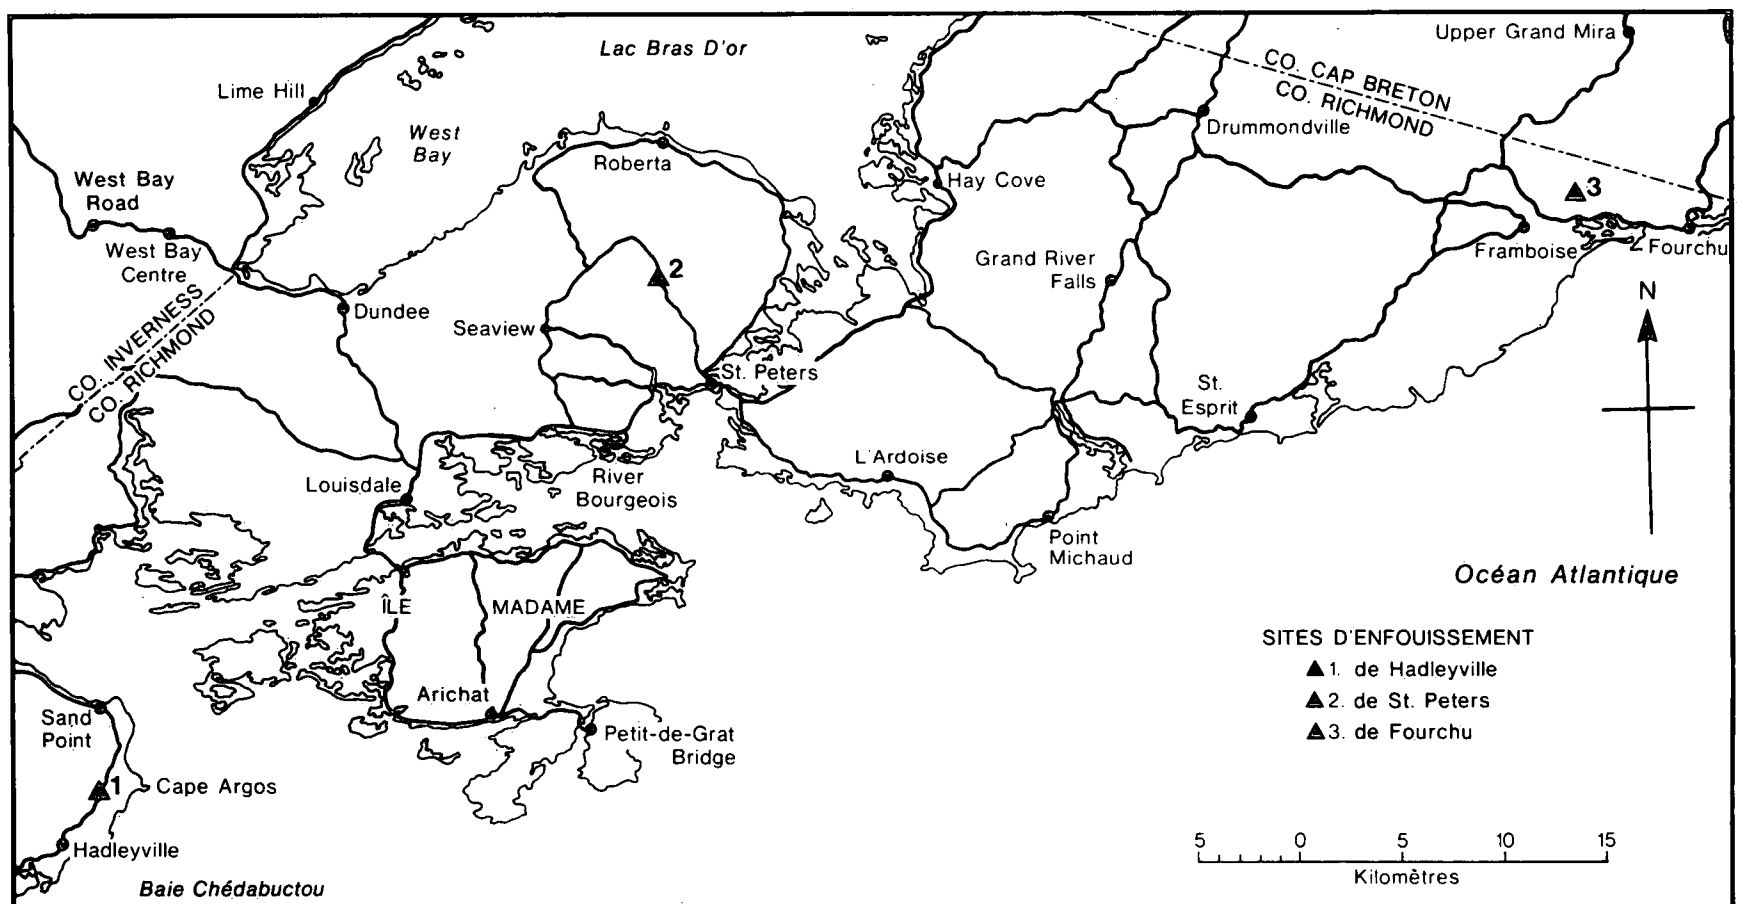 Upper Grand Mira
Lac Bras D'or
CO. CAP BRETON
CO. RICHMOND
Lime Hill
West
Bay
Drummondville
Roberta
West Bay
Road
Hay Cove
3
West Bay
Centre
Framboise
Fourchu
Grand River
Falls
2
N
CO. INVERNESS
CO. RICHMOND
Dundee
Seaview
St. Peters
St.
Esprit
L'Ardoise
Louisdale
River
Bourgeois
Point
Michaud
Océan Atlantique
ÎLE MADAME
SITES D'ENFOUISSEMENT
1. de Hadleyville
2. de St. Peters
3. de Fourchu
Arichat
Sand
Point
Petit-de-Grat
Bridge
1
Cape Argos
Hadleyville
5 0 5 10 15
Kilomètres
Baie Chédabuctou